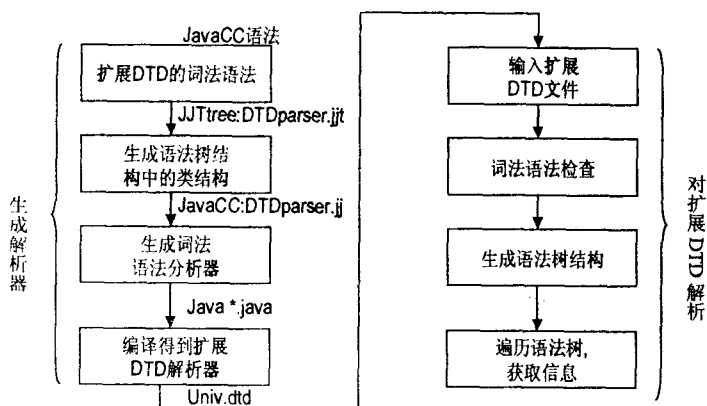 JavaCC语法
扩展DTD的词法语法
JJTtree:DTDparser.jjt
生成语法树结
构中的类结构
JavaCC:DTDparser.jj
生成词法
语法分析器
Java *.java
编译得到扩展
DTD解析器
Univ.dtd
生成解析器
输入扩展
DTD文件
词法语法检查
生成语法树结构
遍历语法树,
获取信息
对扩展 DTD 解析